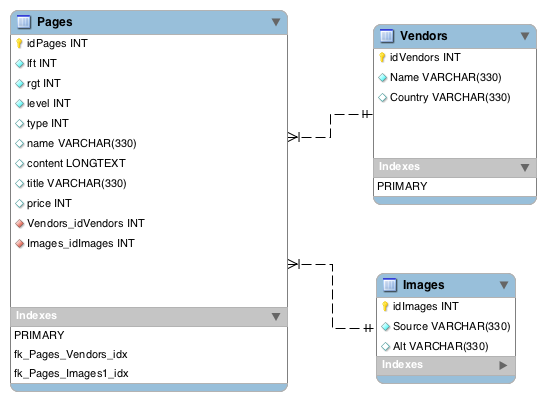 Pages
idPages INT
lft INT
rgt INT
level INT
type INT
name VARCHAR(330)
content LONGTEXT
title VARCHAR(330)
price INT
Vendors_idVendors INT
Images_idImages INT
Indexes
PRIMARY
fk_Pages_Vendors_idx
fk_Pages_Images1_idx
Vendors
idVendors INT
Name VARCHAR(330)
Country VARCHAR(330)
Indexes
PRIMARY
Images
idImages INT
Source VARCHAR(330)
Alt VARCHAR(330)
Indexes